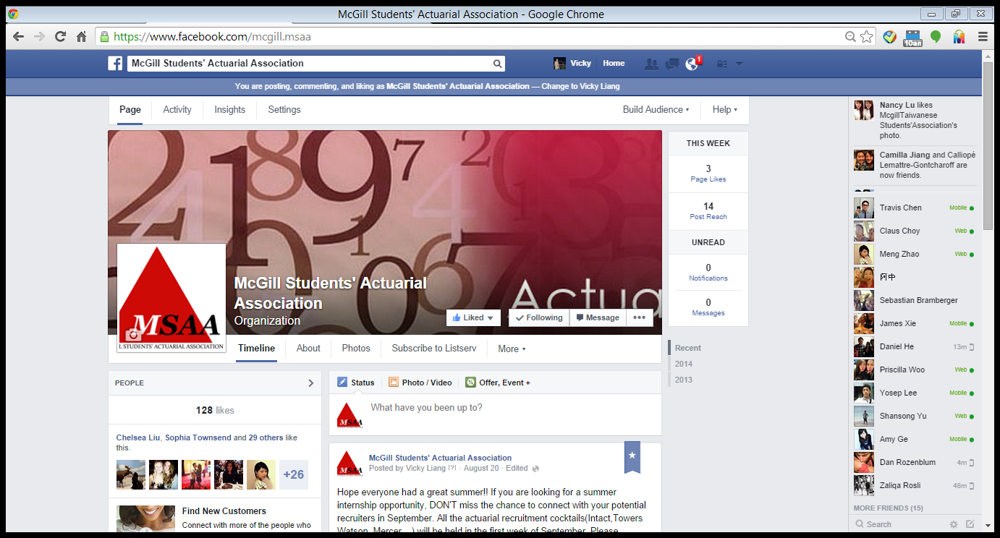 McGill Students' Actuarial Association - Google Chrome
https://www.facebook.com/mcgill.msaa
10an
McGill Students' Actuarial Association
Vicky
Home
1
You are posting, commenting, and liking as McGill Students' Actuarial Association — Change to Vicky Liang
Page
Activity
Insights
Settings
Build Audience
Help
2 1 8 9 7 2 3
Actua
MSAA
L STUDENTS' ACTUARIAL ASSOCIATION
McGill Students' Actuarial
Association
Organization
Liked
Following
Message
•••
Timeline
About
Photos
Subscribe to Listserv
More
THIS WEEK
3
Page Likes
14
Post Reach
UNREAD
0
Notifications
0
Messages
Recent
2014
2013
PEOPLE
128 likes
Chelsea Liu, Sophia Townsend and 29 others like
this.
+26
Find New Customers
Connect with more of the people who
Status
Photo / Video
Offer, Event +
MSAA
What have you been up to?
MSAA
McGill Students' Actuarial Association
Posted by Vicky Liang [?] · August 20 · Edited
Hope everyone had a great summer!! If you are looking for a summer
internship opportunity, DON'T miss the chance to connect with your potential
recruiters in September. All the actuarial recruitment cocktails(Intact,Towers
Watson, Mercer,...) will be held in the first week of September. Please
Nancy Lu likes
McgillTaiwanese
Students'Association's
photo.
Camilla Jiang and Calliopé
Lemattre-Gontcharoff are
now friends.
Travis Chen Mobile
Claus Choy Web
Meng Zhao Web
阿中
Sebastian Bramberger
James Xie Mobile
Daniel He 13m
Priscilla Woo Web
Yosep Lee Mobile
Shansong Yu Web
Amy Ge Mobile
Dan Rozenblum 4m
Zaliqa Rosli 48m
MORE FRIENDS (15)
Search